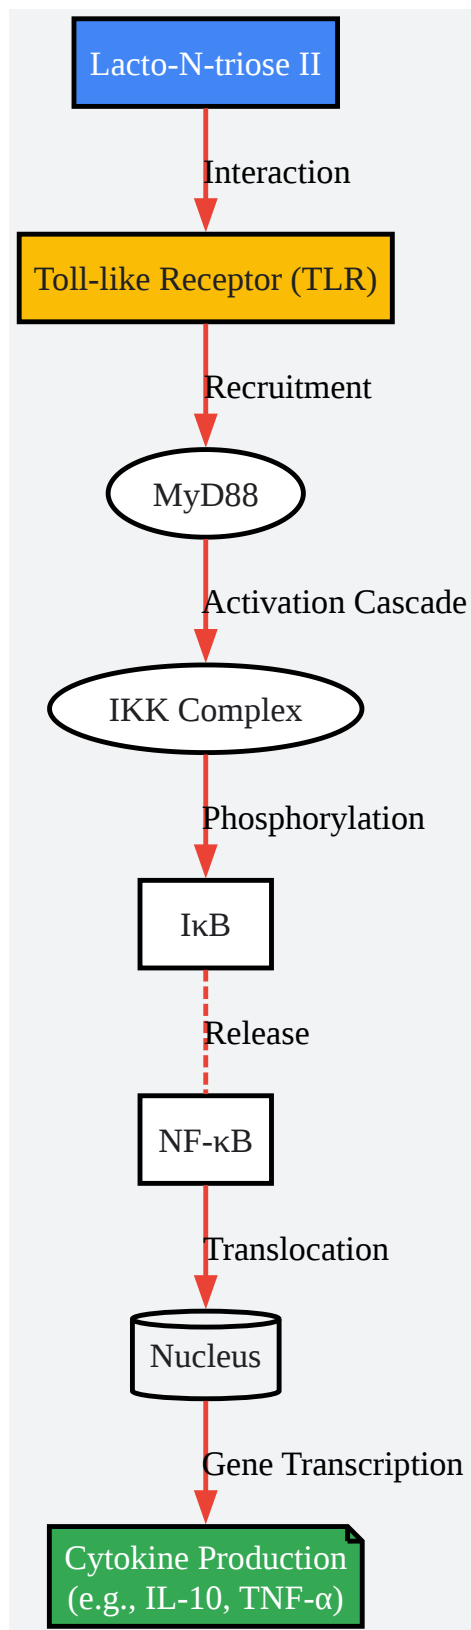 Lacto-N-triose II
Interaction
Toll-like Receptor (TLR)
Recruitment
MyD88
Activation Cascade
IKK Complex
Phosphorylation
IκB
Release
NF-κB
Translocation
Nucleus
Gene Transcription
Cytokine Production
(e.g., IL-10, TNF-α)